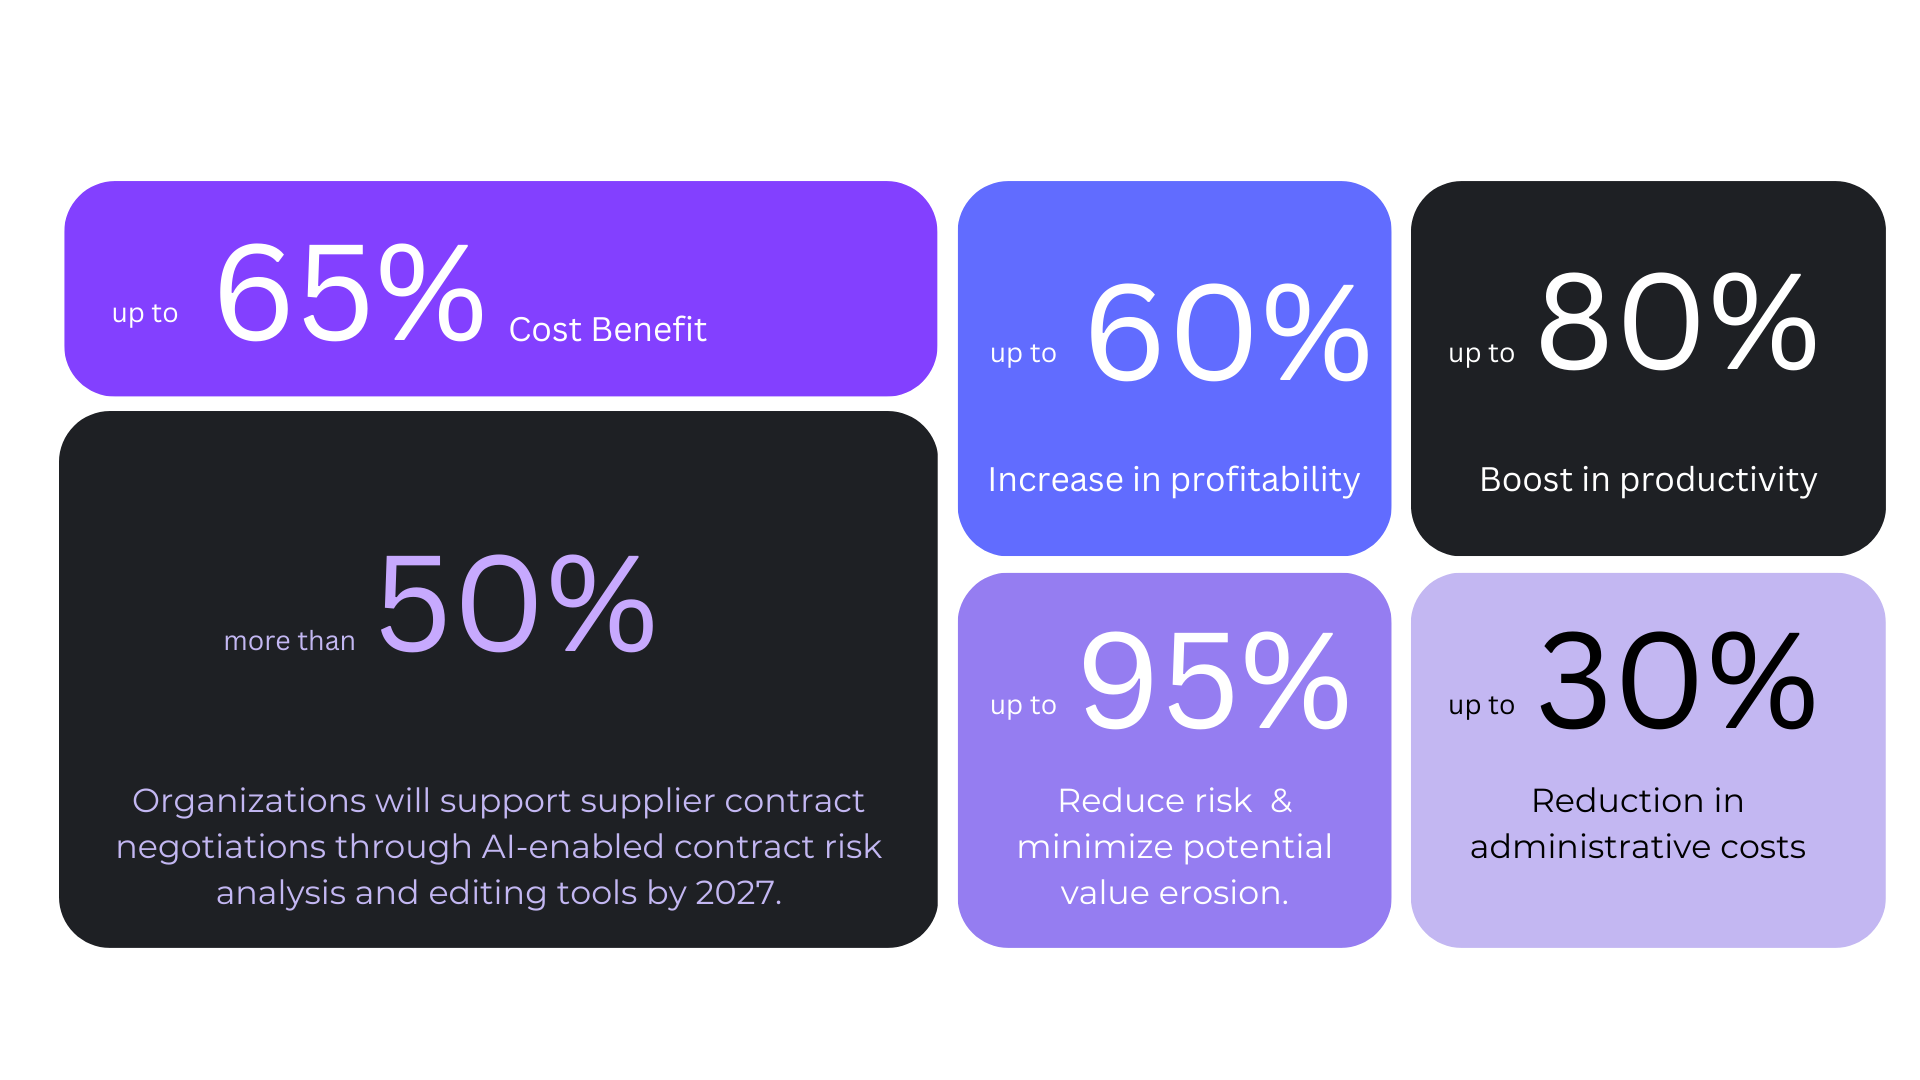 up to 65% Cost Benefit
more than 50%
Organizations will support supplier contract
negotiations through AI-enabled contract risk
analysis and editing tools by 2027.
up to 60%
Increase in profitability
up to 80%
Boost in productivity
up to 95%
Reduce risk &
minimize potential
value erosion.
up to 30%
Reduction in
administrative costs